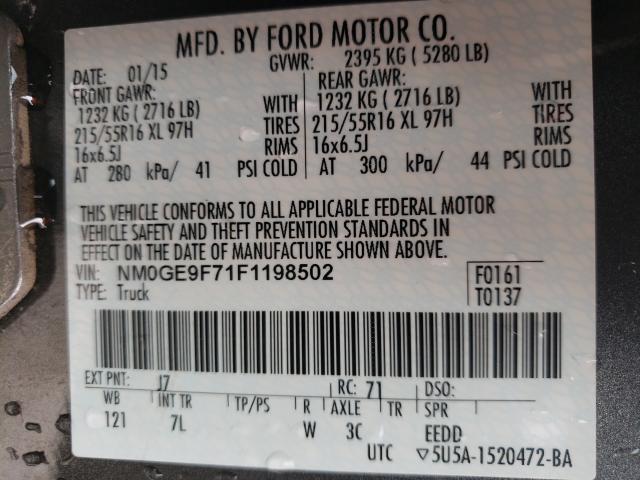 MFD. BY FORD MOTOR CO.
DATE: 01/15 GVWR: 2395 KG ( 5280 LB)
FRONT GAWR: REAR GAWR:
1232 KG (2716 LB) WITH 1232 KG (2716 LB) WITH
215/55R16 XL 97H TIRES 215/55R16 XL 97H TIRES
16x6.5J RIMS 16x6.5J RIMS
AT 280 kPa/ 41 PSI COLD AT 300 kPa/ 44 PSI COLD
THIS VEHICLE CONFORMS TO ALL APPLICABLE FEDERAL MOTOR
VEHICLE SAFETY AND THEFT PREVENTION STANDARDS IN
EFFECT ON THE DATE OF MANUFACTURE SHOWN ABOVE.
VIN: NM0GE9F71F1198502 F0161
TYPE: Truck T0137
EXT PNT: J7 RC: 71 DSO:
WB INT TR TP/PS R AXLE TR SPR
121 7L W 3C EEDD
UTC ▽5U5A-1520472-BA